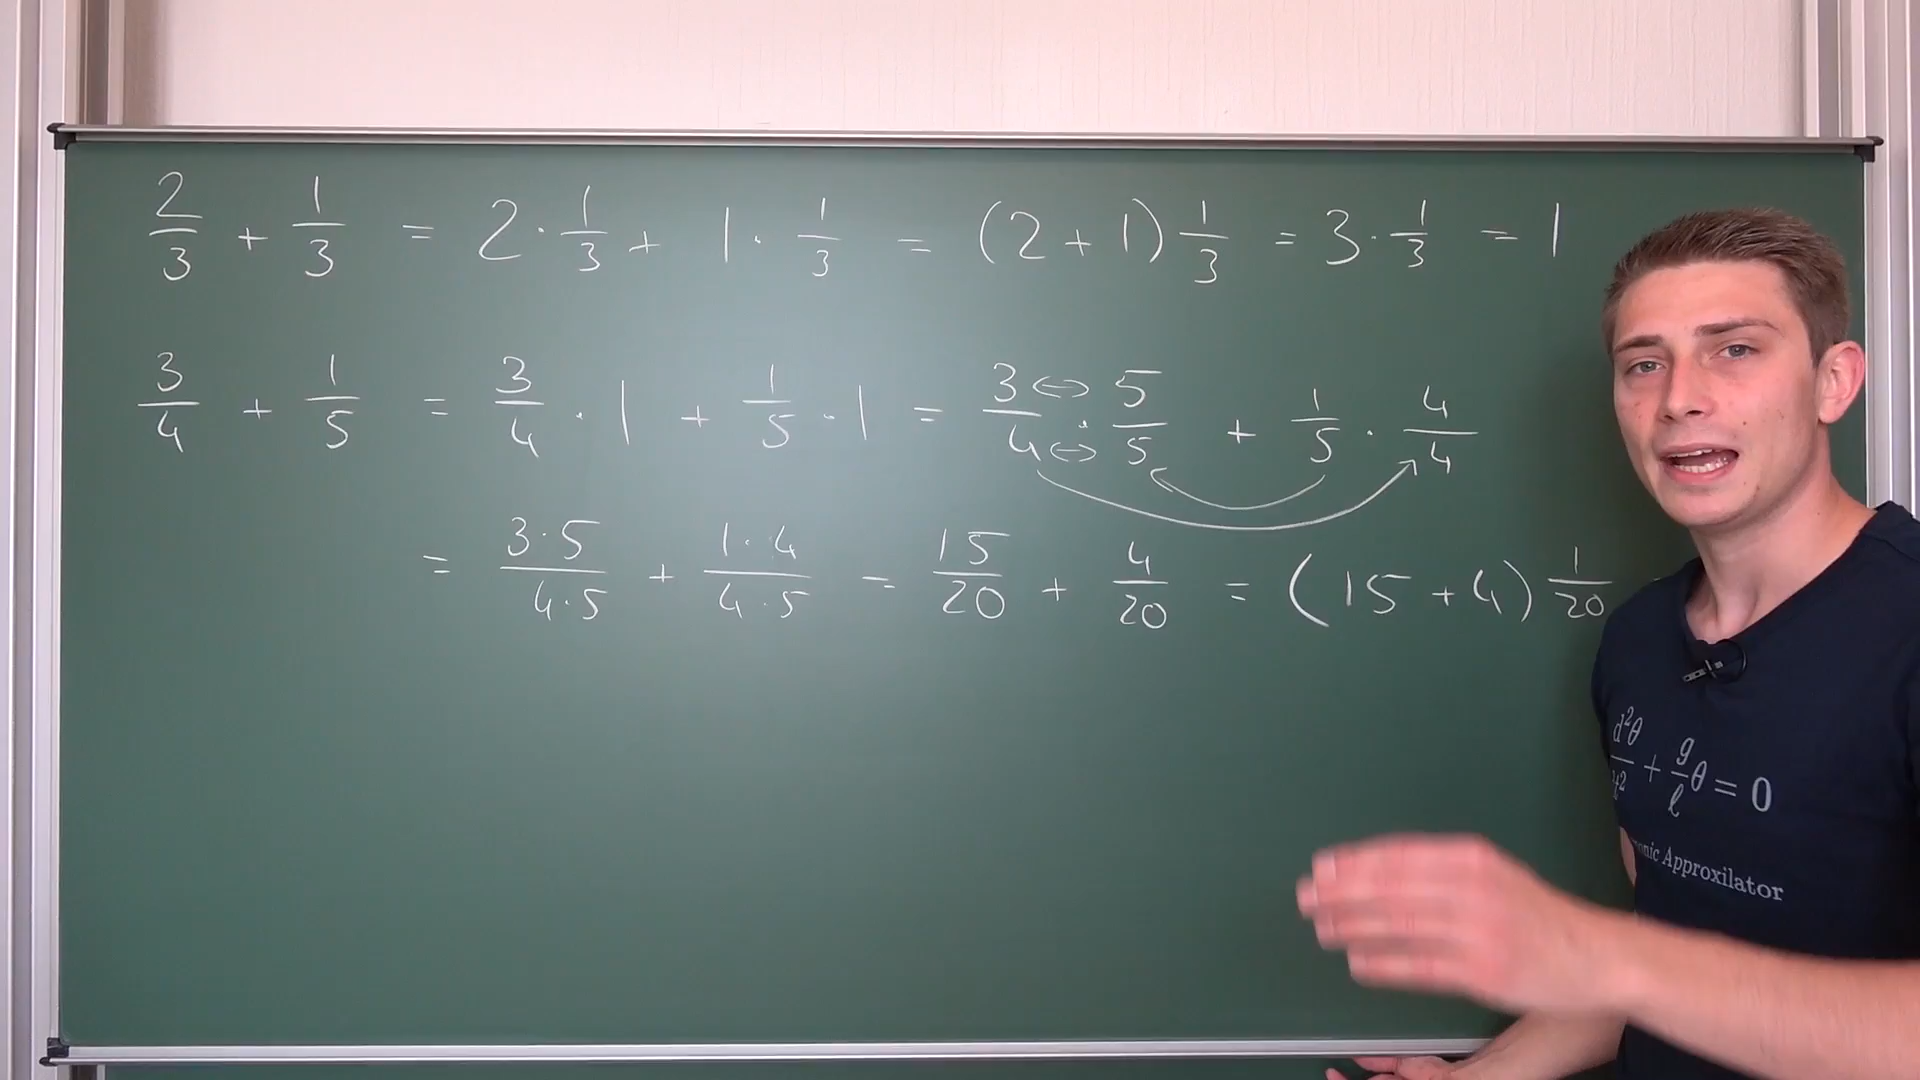 2/3 + 1/3 = 2 · 1/3 + 1 · 1/3 = (2 + 1) 1/3 = 3 · 1/3 = 1
3/4 + 1/5 = 3/4 · 1 + 1/5 · 1 = 3/4 ↔ · ↔ 5/5 + 1/5 · 4/4
= 3·5/4·5 + 1·4/4·5 = 15/20 + 4/20 = (15 + 4) 1/20
d²θ/t² + g/ℓ θ = 0
Approxilator